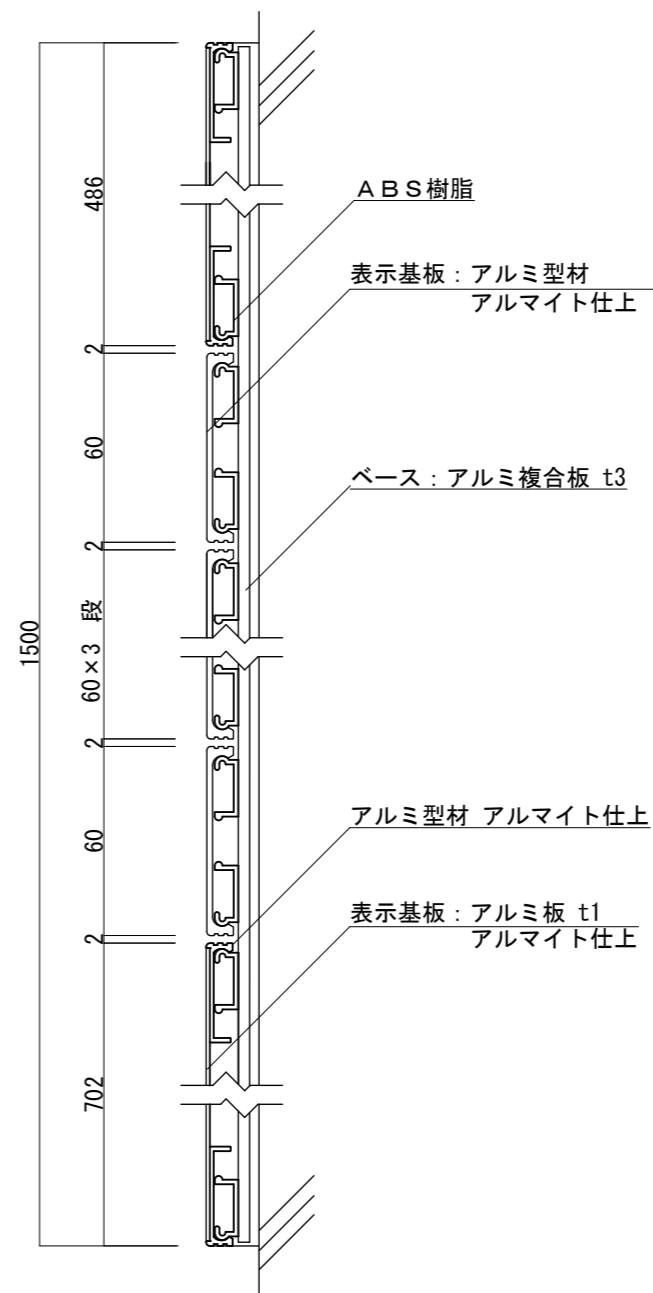 486
2
60
2
60×3 段
1500
2
60
2
702
ＡＢＳ樹脂
表示基板：アルミ型材
アルマイト仕上
ベース：アルミ複合板 t3
アルミ型材 アルマイト仕上
表示基板：アルミ板 t1
アルマイト仕上